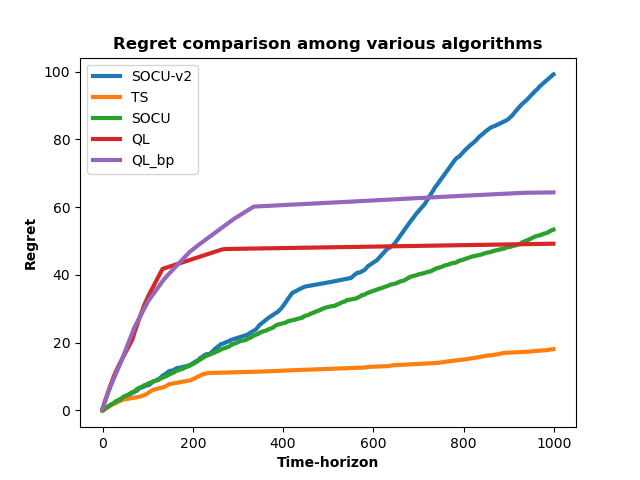 Regret comparison among various algorithms
SOCU-v2
TS
SOCU
QL
QL_bp
100
80
60
40
20
0
Regret
0 200 400 600 800 1000
Time-horizon